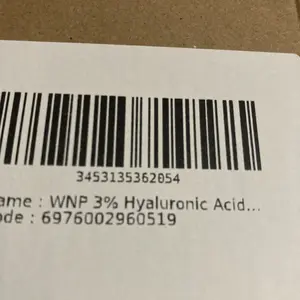 3453135362054
ame : WNP 3% Hyaluronic Acid...
ode : 6976002960519